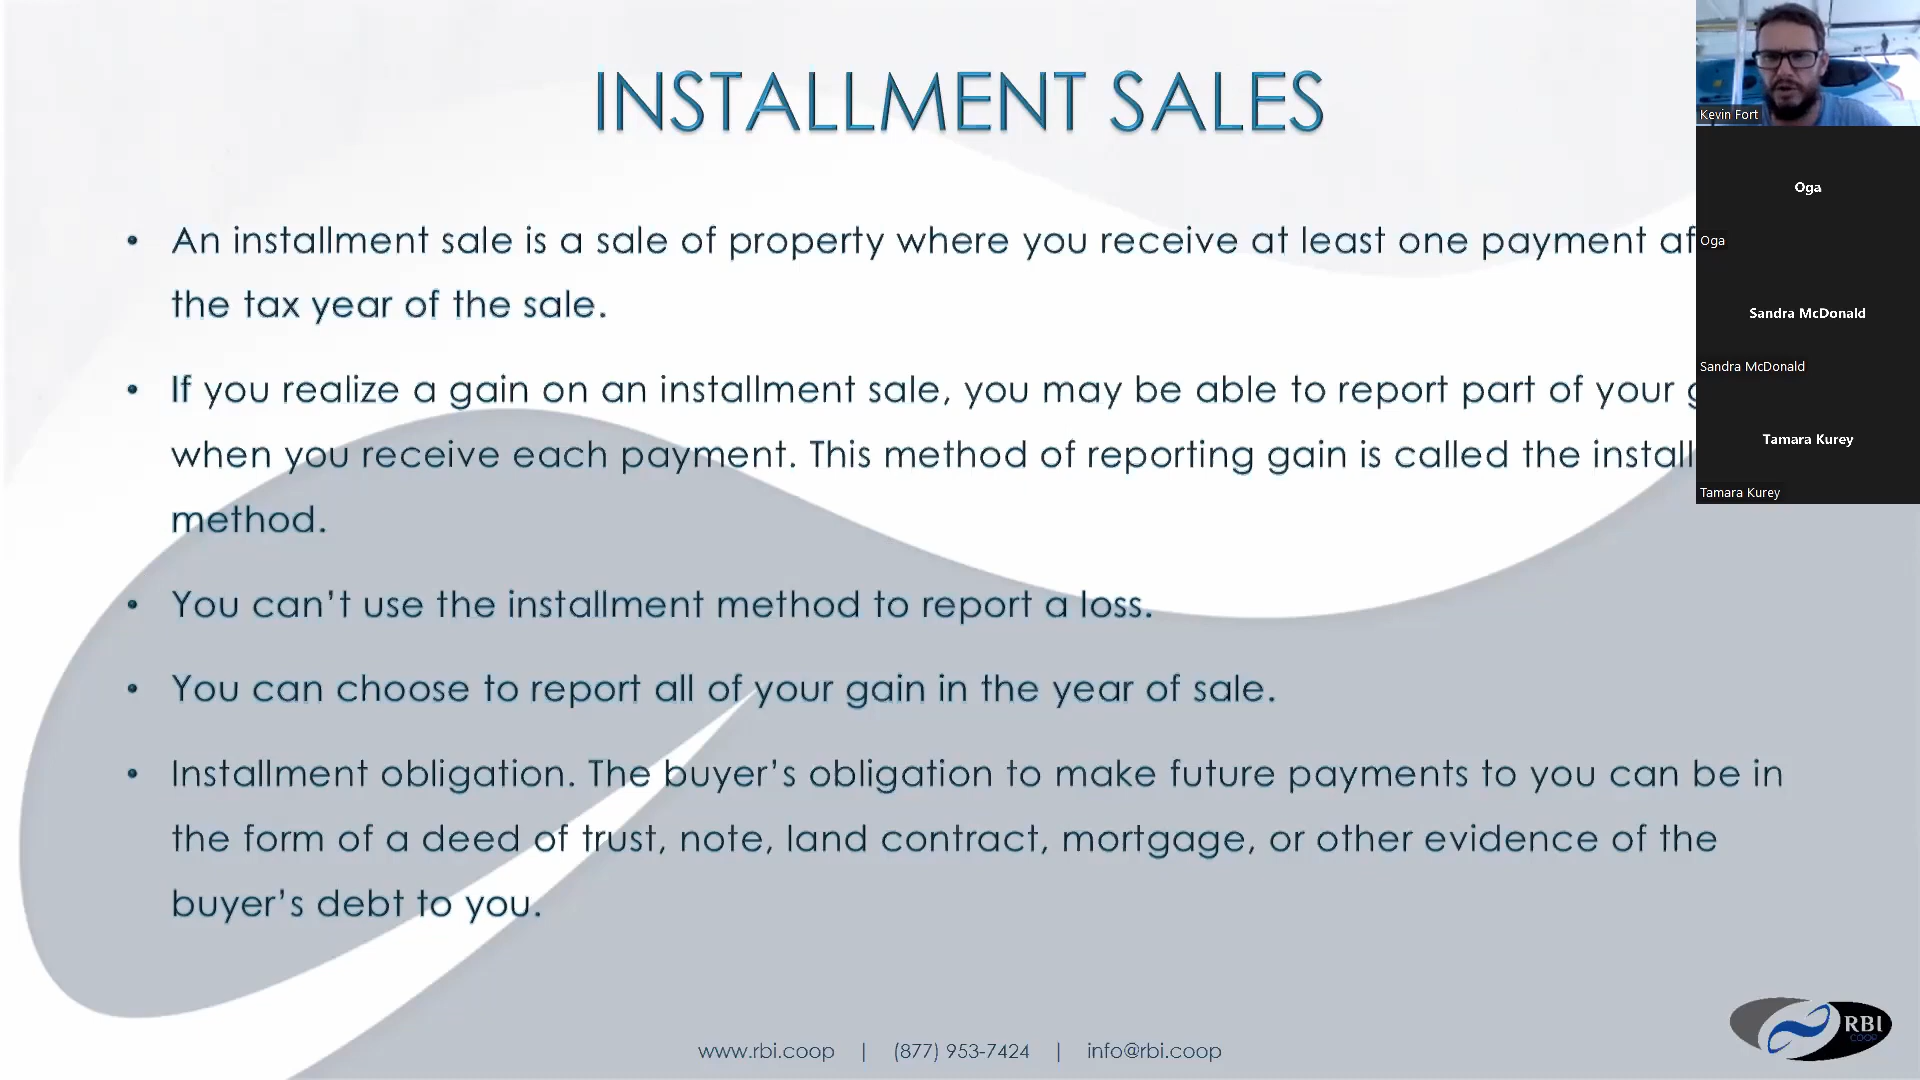 INSTALLMENT SALES
• An installment sale is a sale of property where you receive at least one payment af
the tax year of the sale.
• If you realize a gain on an installment sale, you may be able to report part of your
when you receive each payment. This method of reporting gain is called the install
method.
• You can’t use the installment method to report a loss.
• You can choose to report all of your gain in the year of sale.
• Installment obligation. The buyer’s obligation to make future payments to you can be in
the form of a deed of trust, note, land contract, mortgage, or other evidence of the
buyer’s debt to you.
www.rbi.coop | (877) 953-7424 | info@rbi.coop
Kevin Fort
Oga
Oga
Sandra McDonald
Sandra McDonald
Tamara Kurey
Tamara Kurey
RBI
COOP